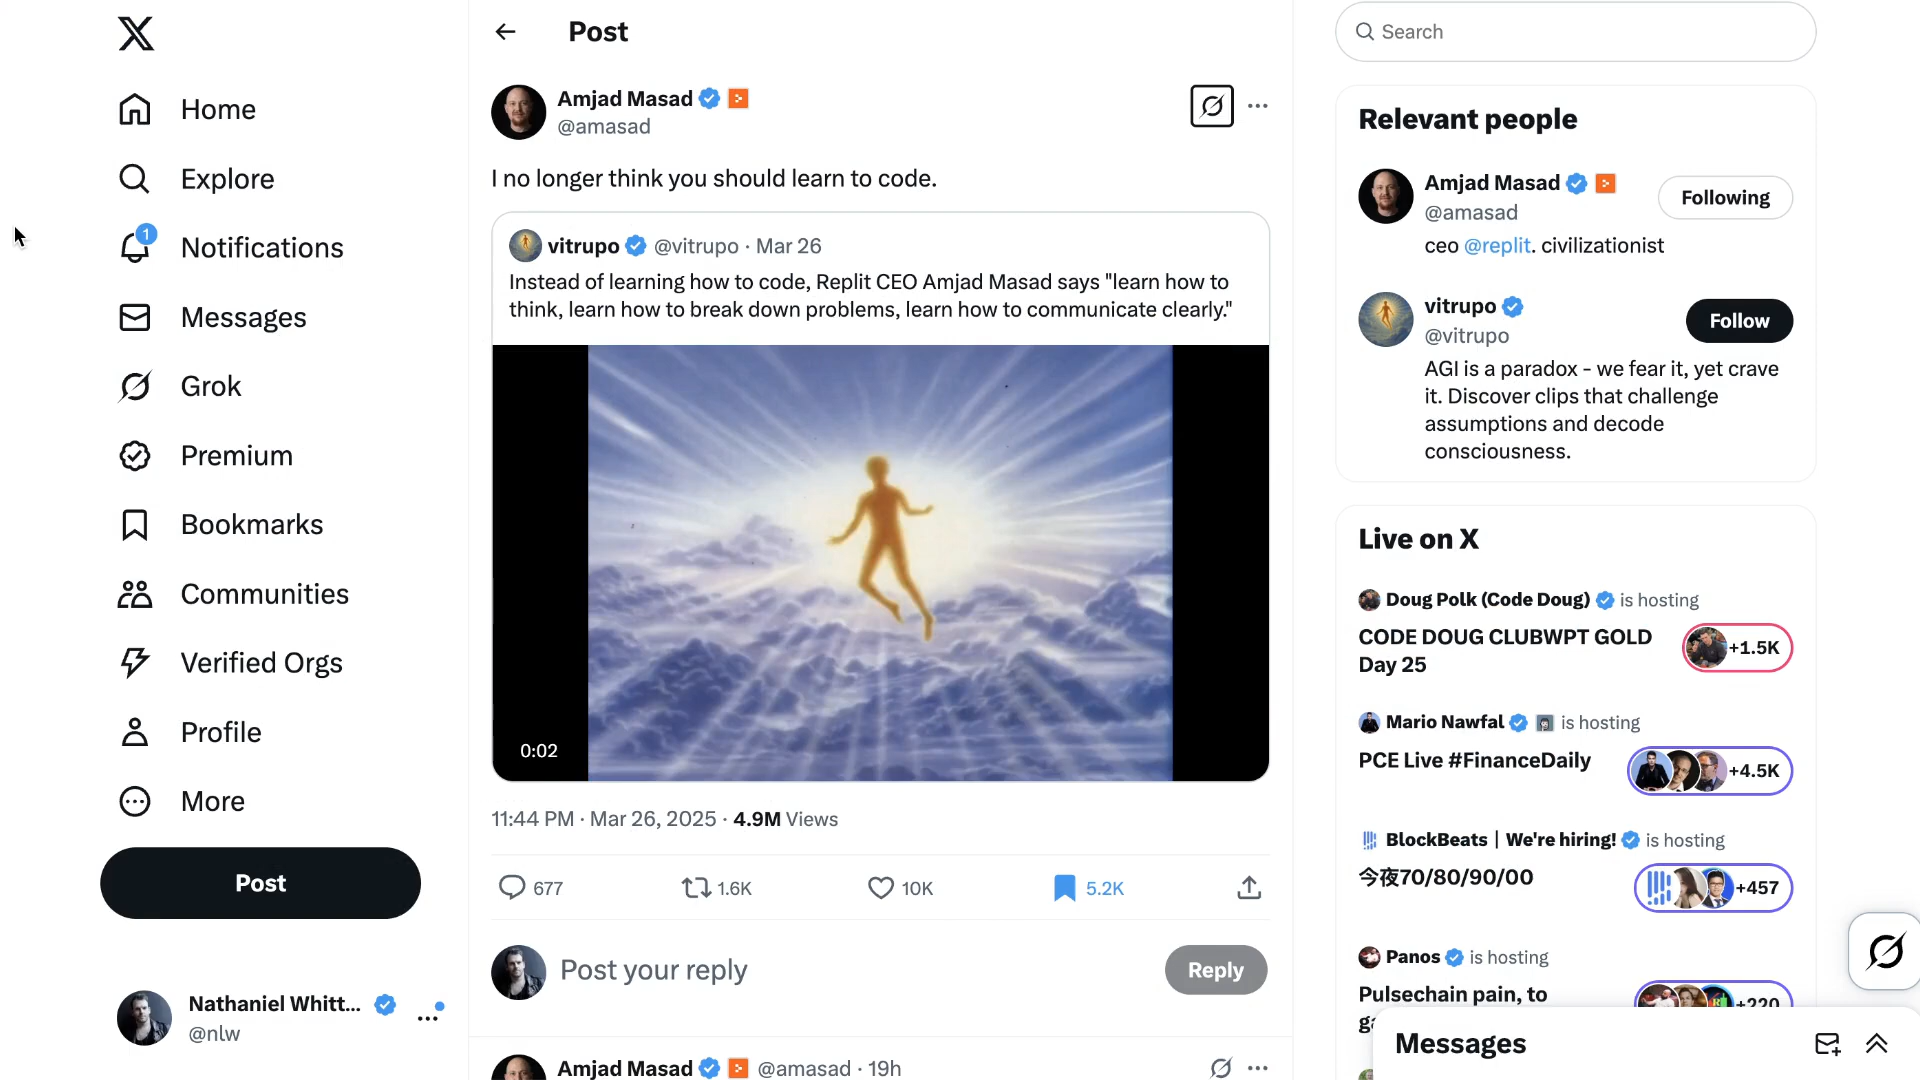 Home
Explore
1
Notifications
Messages
Grok
Premium
Bookmarks
Communities
Verified Orgs
Profile
More
Post
Nathaniel Whitt...
@nlw
Post
Amjad Masad
@amasad
I no longer think you should learn to code.
vitrupo @vitrupo · Mar 26
Instead of learning how to code, Replit CEO Amjad Masad says "learn how to
think, learn how to break down problems, learn how to communicate clearly."
0:02
11:44 PM · Mar 26, 2025 · 4.9M Views
677 1.6K 10K 5.2K
Post your reply
Reply
Amjad Masad @amasad · 19h
Search
Relevant people
Amjad Masad
@amasad
Following
ceo @replit. civilizationist
vitrupo
@vitrupo
Follow
AGI is a paradox - we fear it, yet crave
it. Discover clips that challenge
assumptions and decode
consciousness.
Live on X
Doug Polk (Code Doug) is hosting
CODE DOUG CLUBWPT GOLD
Day 25
+1.5K
Mario Nawfal is hosting
PCE Live #FinanceDaily
+4.5K
BlockBeats | We're hiring! is hosting
今夜70/80/90/00
+457
Panos is hosting
Pulsechain pain, to
+220
Messages